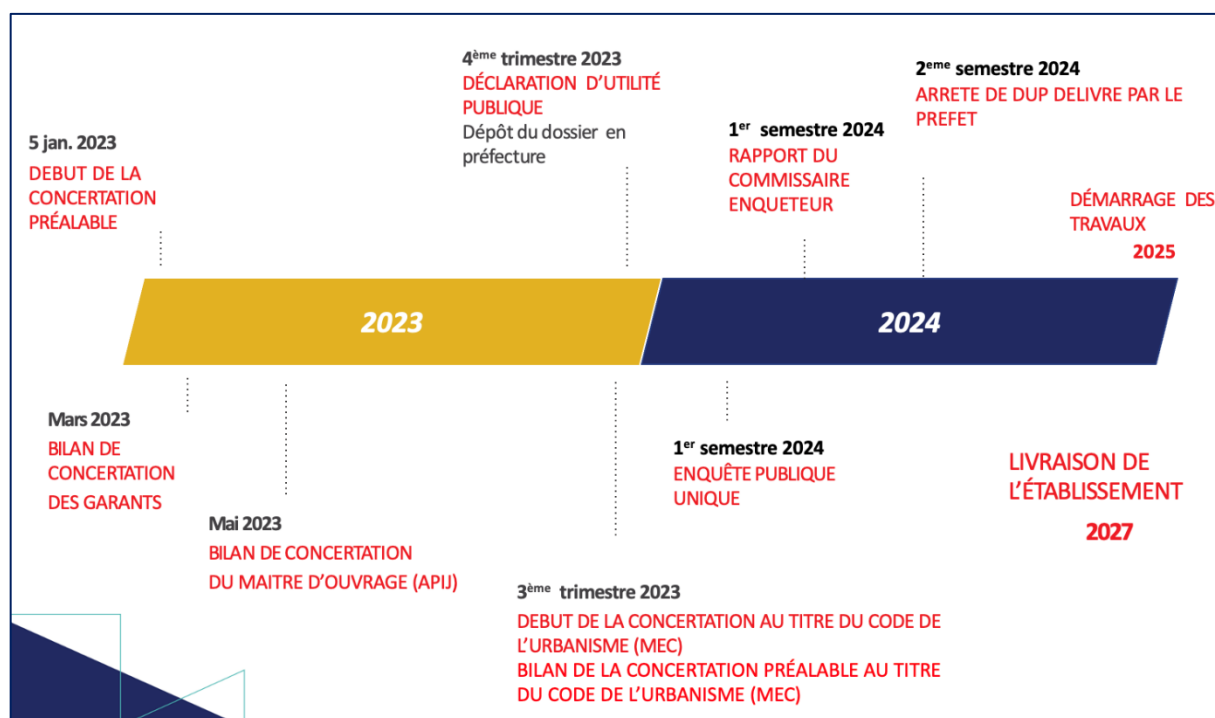 5 jan. 2023
DEBUT DE LA
CONCERTATION
PRÉALABLE
4ème trimestre 2023
DÉCLARATION D’UTILITÉ
PUBLIQUE
Dépôt du dossier en
préfecture
1er semestre 2024
RAPPORT DU
COMMISSAIRE
ENQUETEUR
2eme semestre 2024
ARRETE DE DUP DELIVRE PAR LE
PREFET
DÉMARRAGE DES
TRAVAUX
2025
2023
2024
Mars 2023
BILAN DE
CONCERTATION
DES GARANTS
Mai 2023
BILAN DE CONCERTATION
DU MAITRE D’OUVRAGE (APIJ)
3ème trimestre 2023
DEBUT DE LA CONCERTATION AU TITRE DU CODE DE
L’URBANISME (MEC)
BILAN DE LA CONCERTATION PRÉALABLE AU TITRE
DU CODE DE L’URBANISME (MEC)
1er semestre 2024
ENQUÊTE PUBLIQUE
UNIQUE
LIVRAISON DE
L’ÉTABLISSEMENT
2027